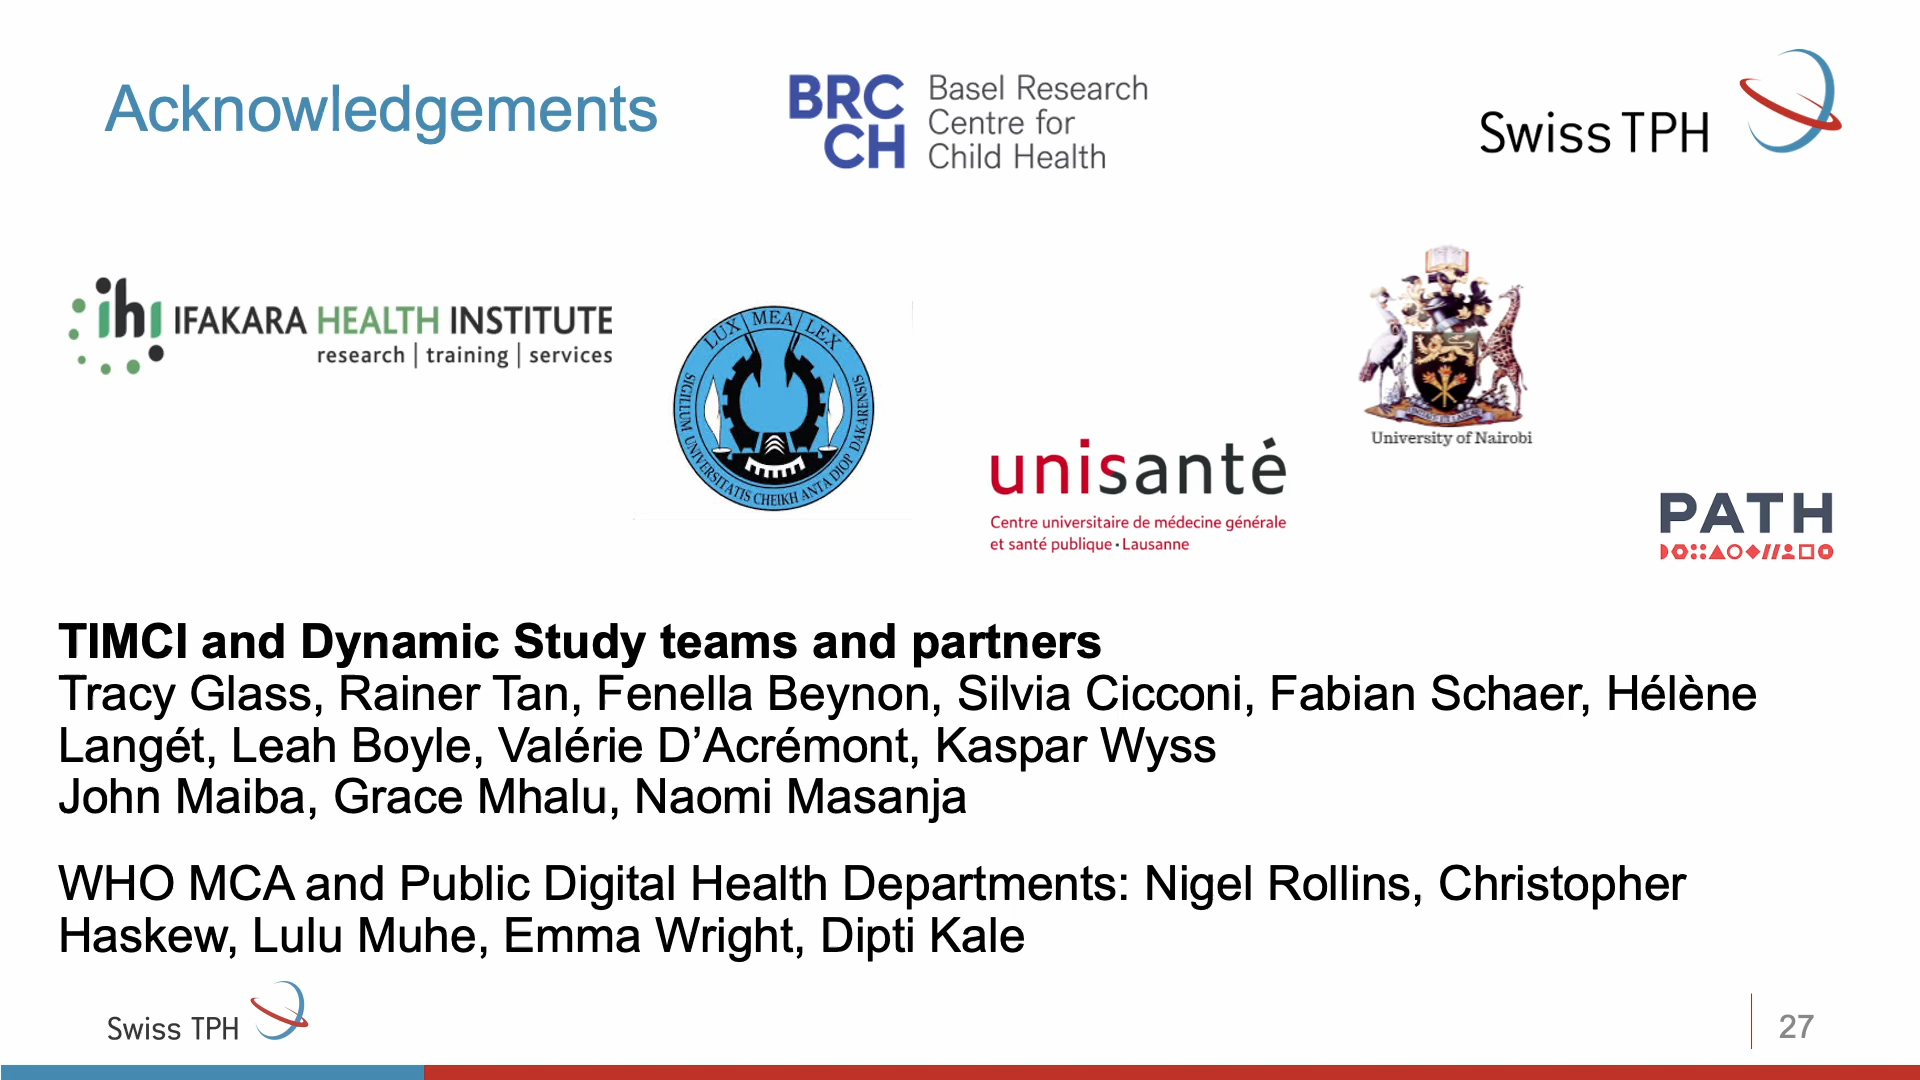 Acknowledgements
BRC
CH
Basel Research
Centre for
Child Health
Swiss TPH
ihi IFAKARA HEALTH INSTITUTE
research | training | services
LUX MEA LEX
SIGILLUM UNIVERSITATIS CHEIKH ANTA DIOP DAKARENSIS
University of Nairobi
unisanté
Centre universitaire de médecine générale
et santé publique • Lausanne
PATH
TIMCI and Dynamic Study teams and partners
Tracy Glass, Rainer Tan, Fenella Beynon, Silvia Cicconi, Fabian Schaer, Hélène
Langét, Leah Boyle, Valérie D’Acrémont, Kaspar Wyss
John Maiba, Grace Mhalu, Naomi Masanja
WHO MCA and Public Digital Health Departments: Nigel Rollins, Christopher
Haskew, Lulu Muhe, Emma Wright, Dipti Kale
Swiss TPH
27